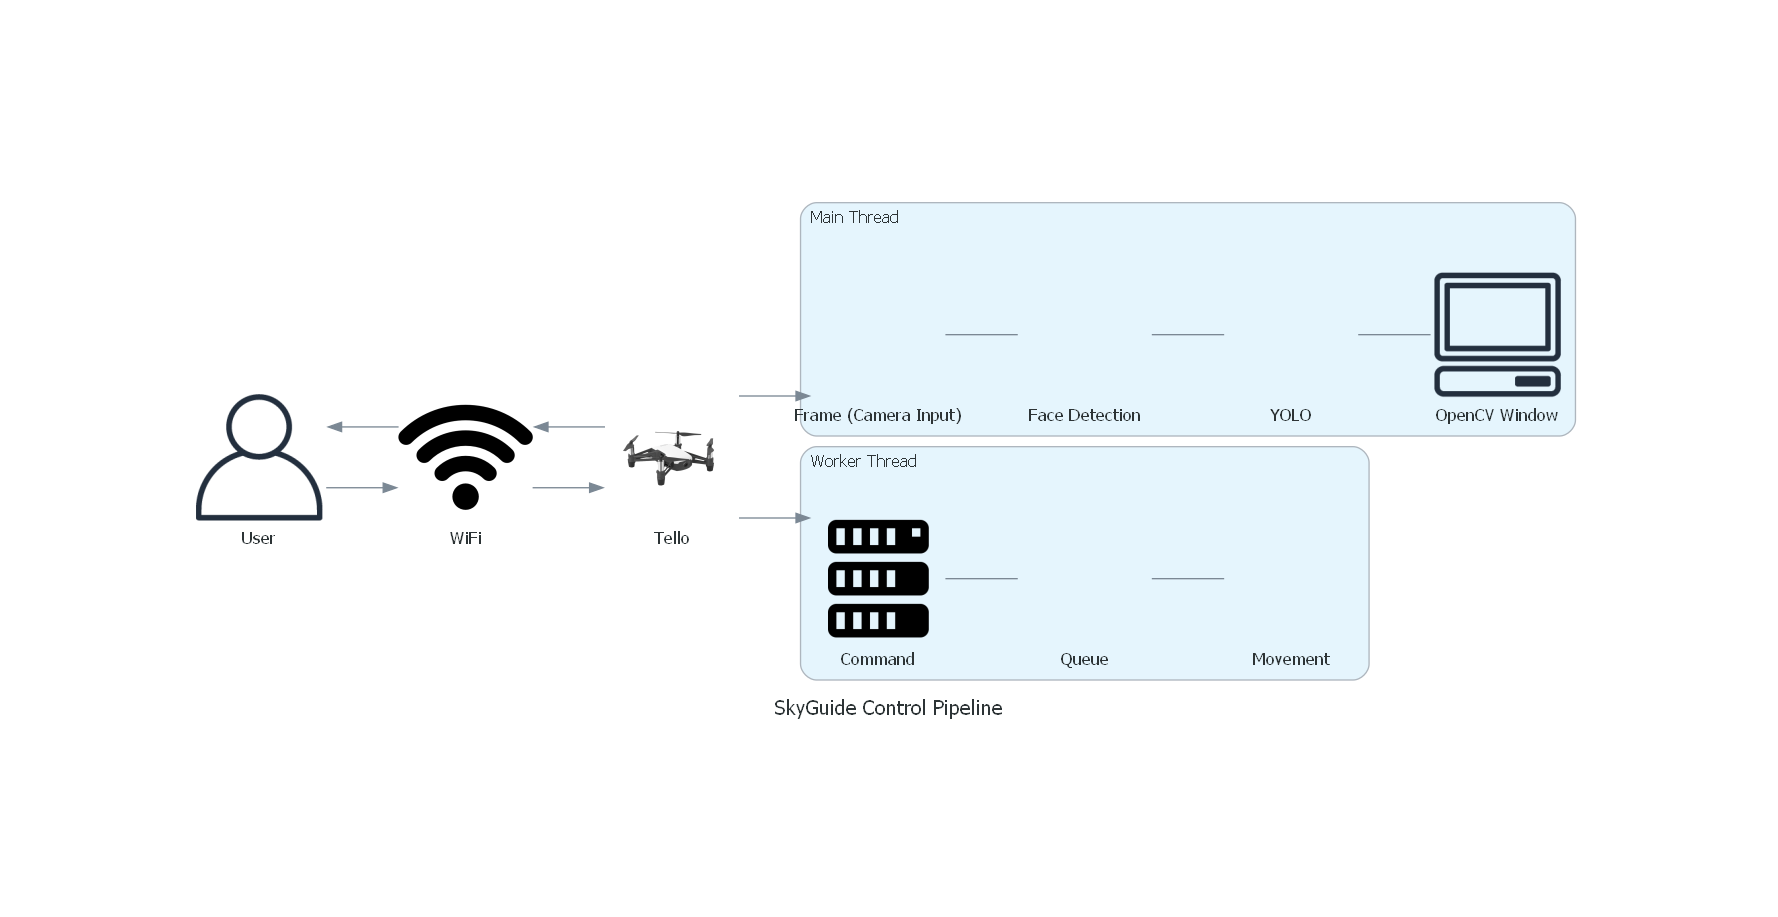 Main Thread
Frame (Camera Input)
Face Detection
YOLO
OpenCV Window
User
WiFi
Tello
Worker Thread
Command
Queue
Movement
SkyGuide Control Pipeline